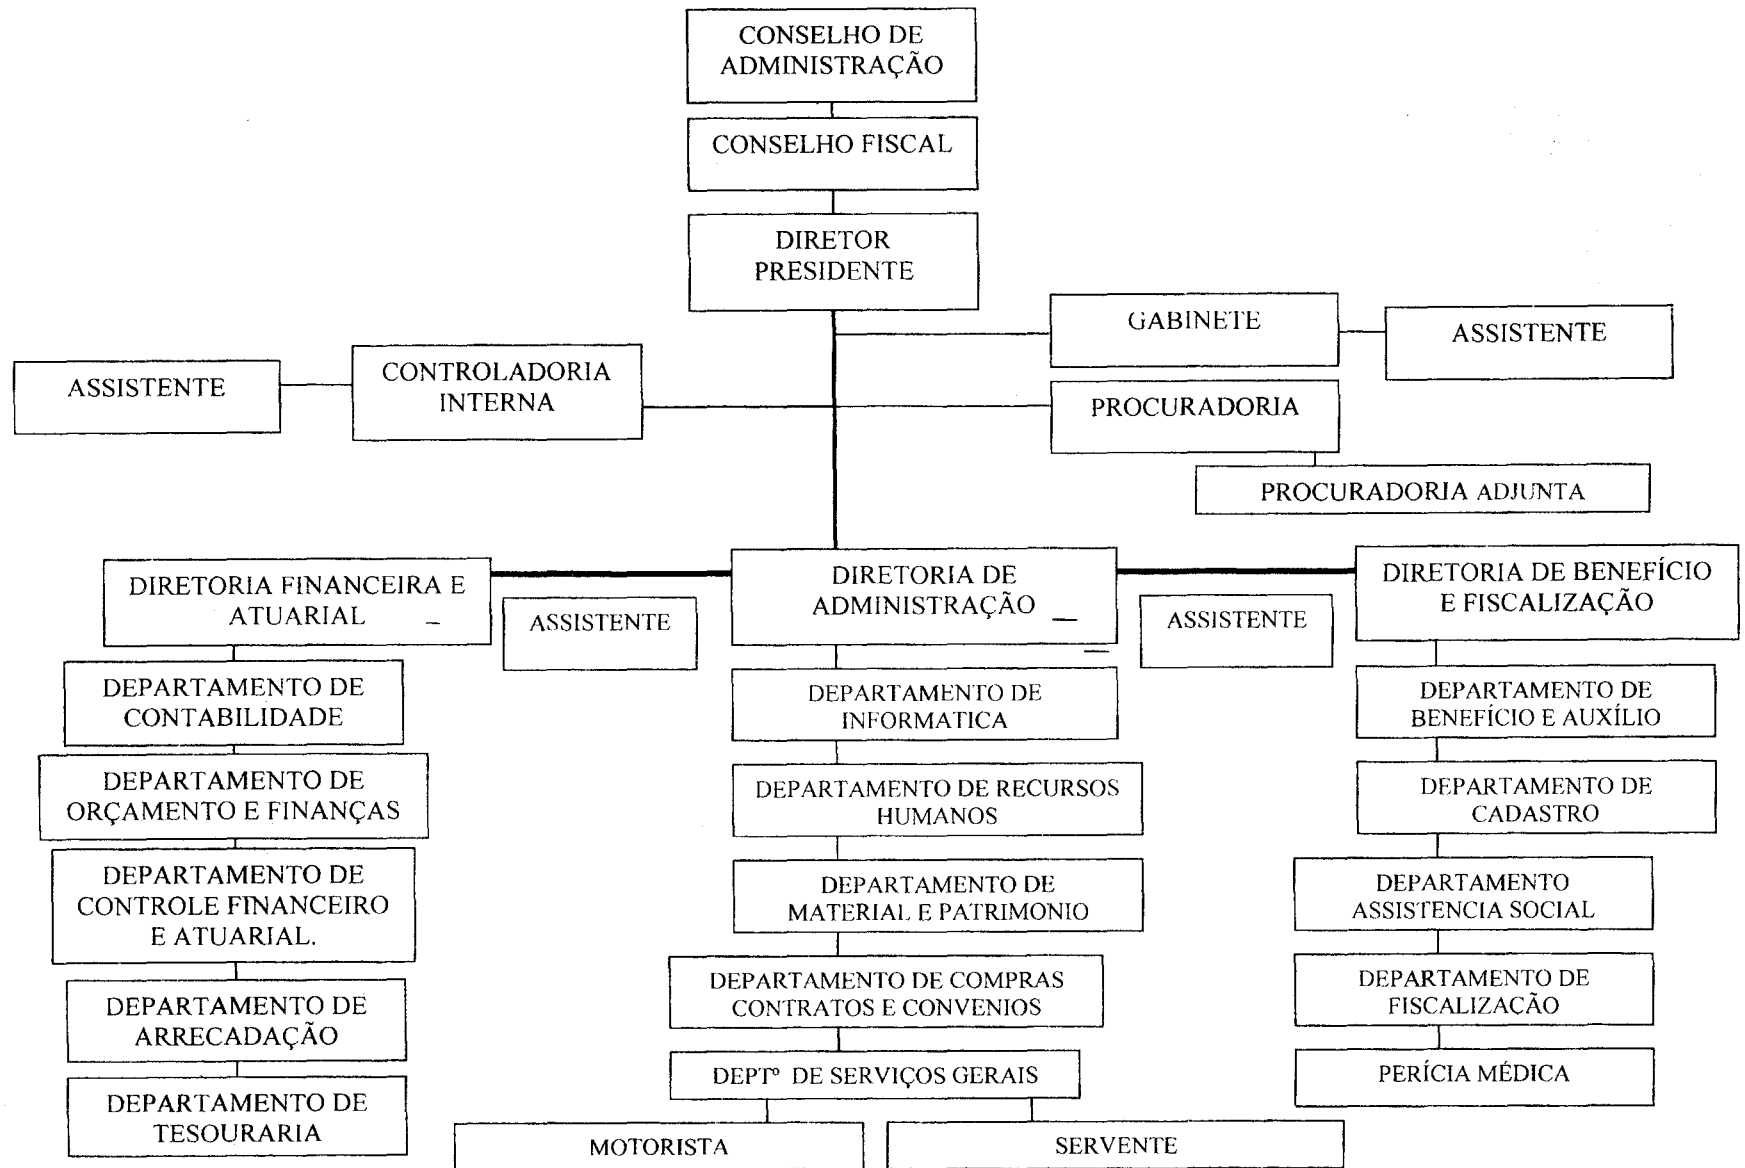 CONSELHO DE
ADMINISTRAÇÃO
CONSELHO FISCAL
DIRETOR
PRESIDENTE
GABINETE
ASSISTENTE
ASSISTENTE
CONTROLADORIA
INTERNA
PROCURADORIA
PROCURADORIA ADJUNTA
DIRETORIA FINANCEIRA E
ATUARIAL
ASSISTENTE
DIRETORIA DE
ADMINISTRAÇÃO
ASSISTENTE
DIRETORIA DE BENEFÍCIO
E FISCALIZAÇÃO
DEPARTAMENTO DE
CONTABILIDADE
DEPARTAMENTO DE
ORÇAMENTO E FINANÇAS
DEPARTAMENTO DE
CONTROLE FINANCEIRO
E ATUARIAL.
DEPARTAMENTO DE
ARRECADAÇÃO
DEPARTAMENTO DE
TESOURARIA
DEPARTAMENTO DE
INFORMATICA
DEPARTAMENTO DE RECURSOS
HUMANOS
DEPARTAMENTO DE
MATERIAL E PATRIMONIO
DEPARTAMENTO DE COMPRAS
CONTRATOS E CONVENIOS
DEPTº DE SERVIÇOS GERAIS
MOTORISTA
SERVENTE
DEPARTAMENTO DE
BENEFÍCIO E AUXÍLIO
DEPARTAMENTO DE
CADASTRO
DEPARTAMENTO
ASSISTENCIA SOCIAL
DEPARTAMENTO DE
FISCALIZAÇÃO
PERÍCIA MÉDICA